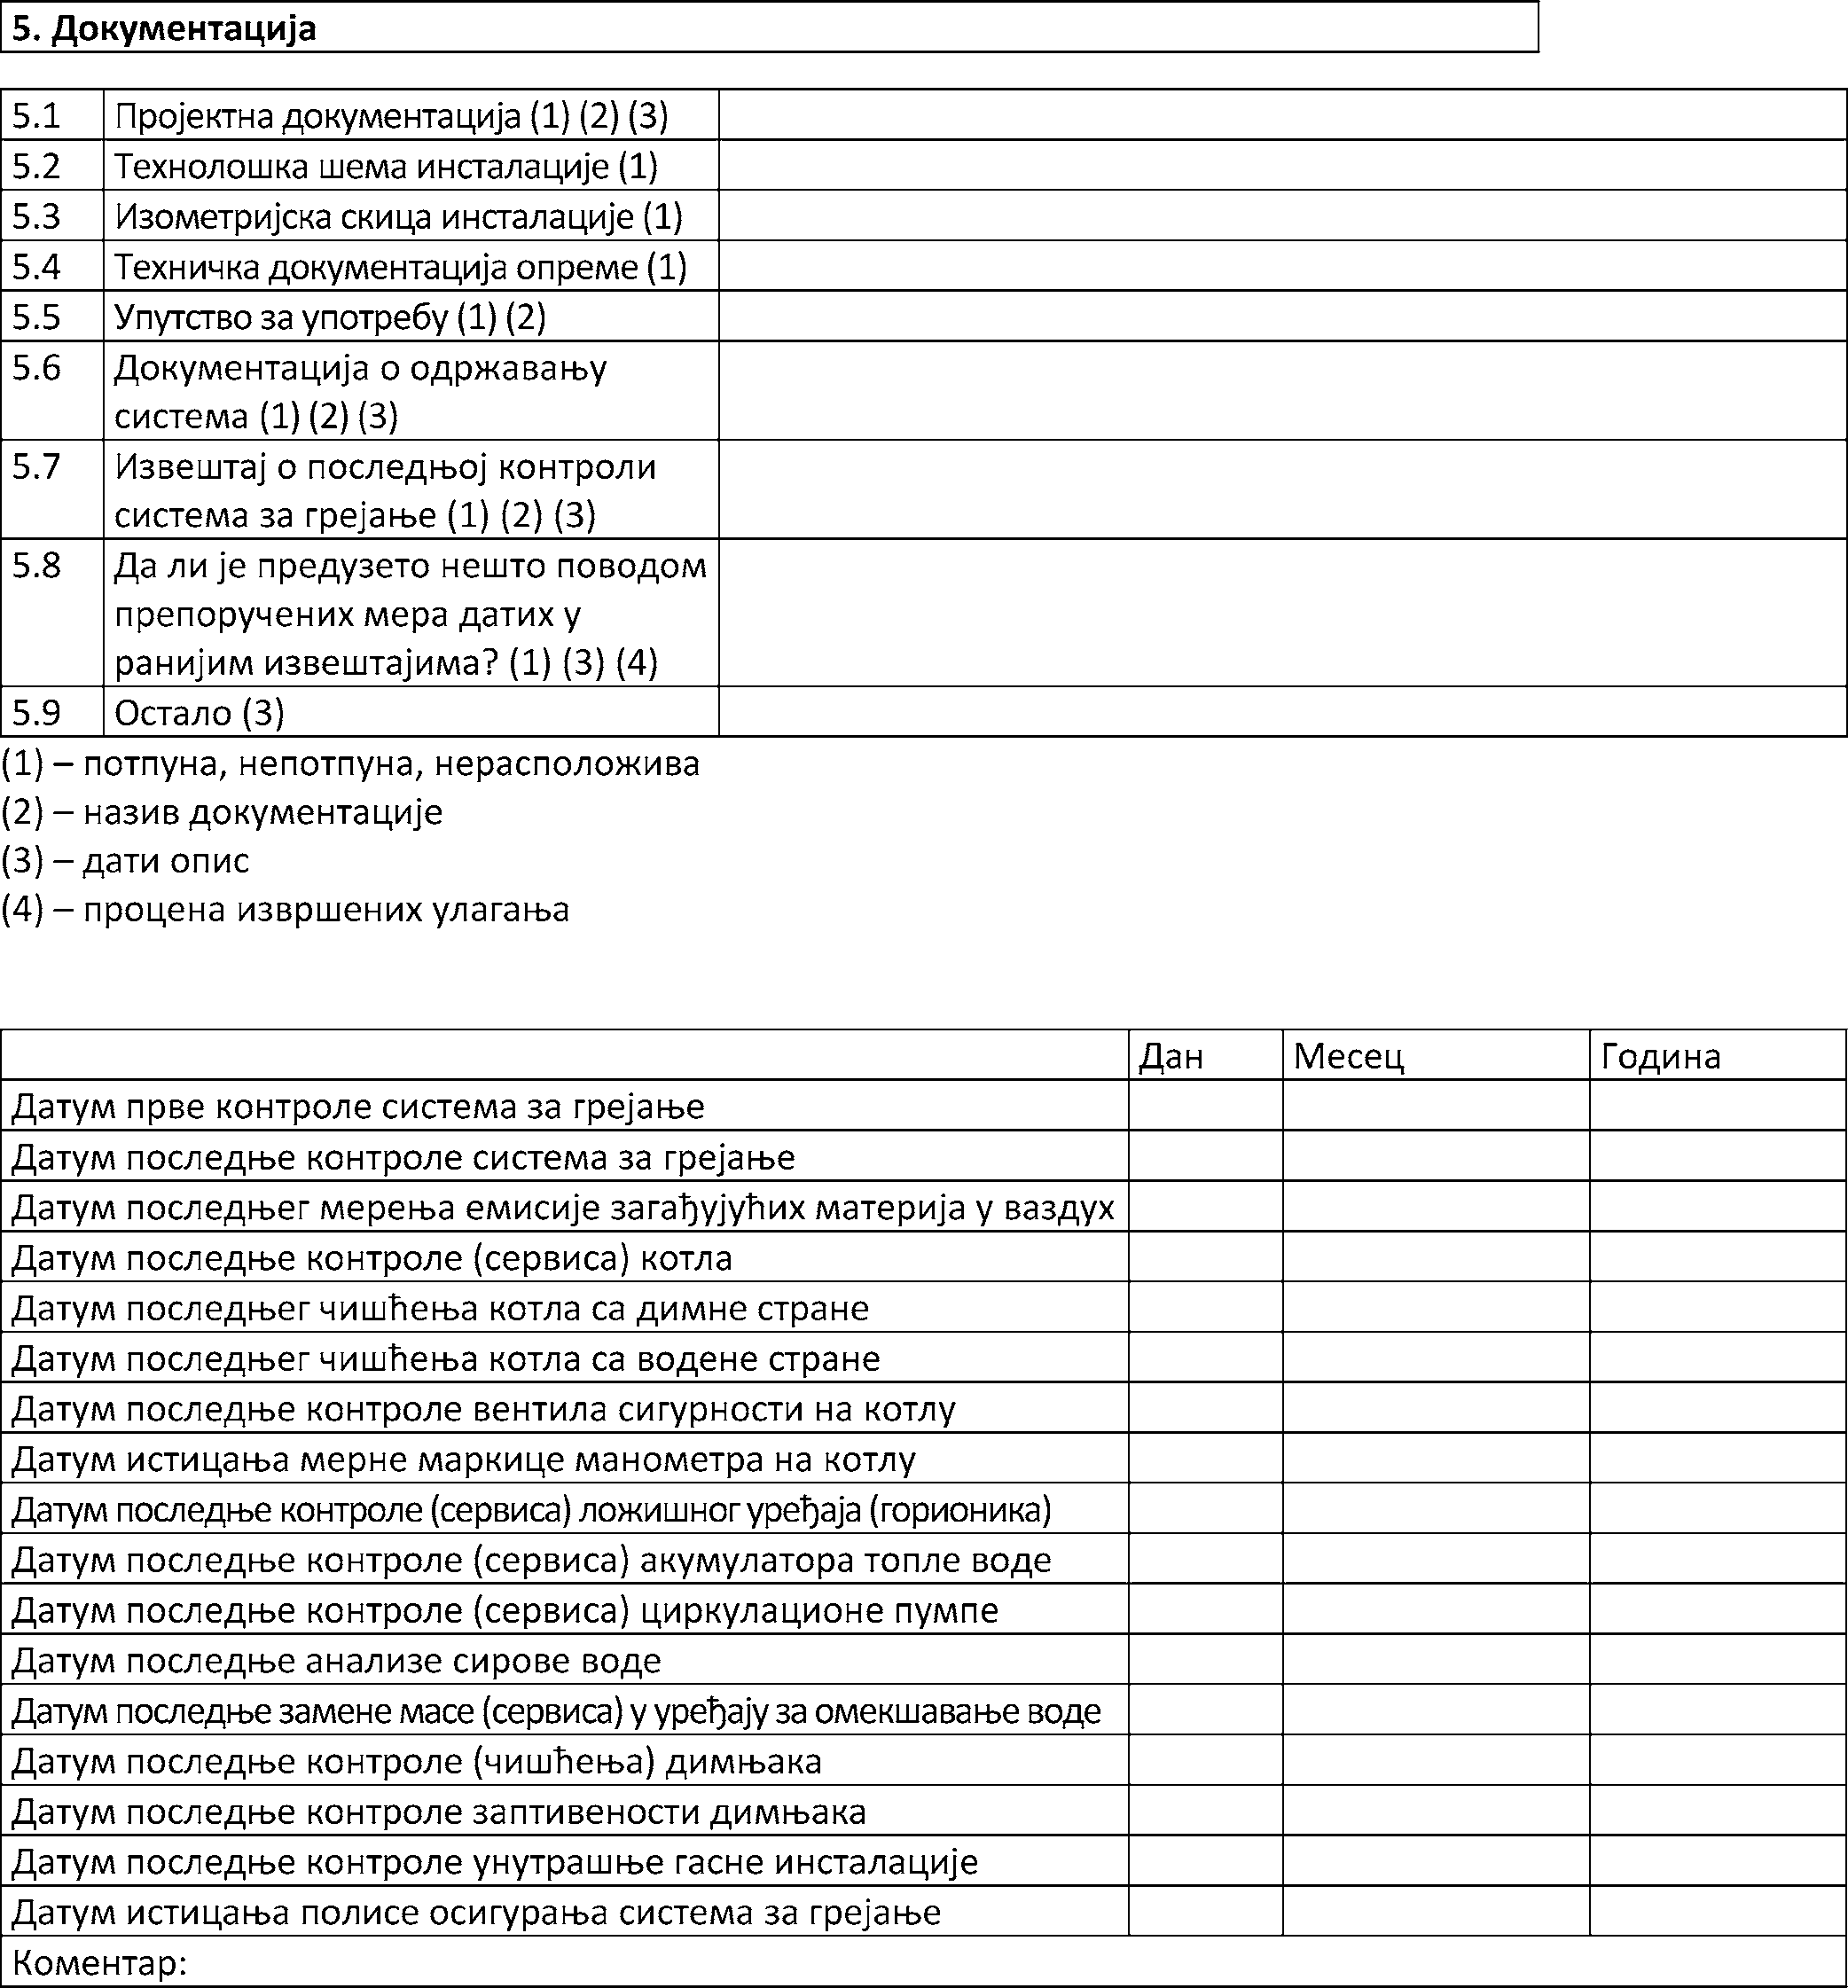 5. Документација
5.1 Пројектна документација (1) (2) (3)
5.2 Технолошка шема инсталације (1)
5.3 Изометријска скица инсталације (1)
5.4 Техничка документација опреме (1)
5.5 Упутство за употребу (1) (2)
5.6 Документација о одржавању
система (1) (2) (3)
5.7 Извештај о последњој контроли
система за грејање (1) (2) (3)
5.8 Да ли је предузето нешто поводом
препоручених мера датих у
ранијим извештајима? (1) (3) (4)
5.9 Остало (3)
(1) – потпуна, непотпуна, нерасположива
(2) – назив документације
(3) – дати опис
(4) – процена извршених улагања
Дан Месец Година
Датум прве контроле система за грејање
Датум последње контроле система за грејање
Датум последњег мерења емисије загађујућих материја у ваздух
Датум последње контроле (сервиса) котла
Датум последњег чишћења котла са димне стране
Датум последњег чишћења котла са водене стране
Датум последње контроле вентила сигурности на котлу
Датум истицања мерне маркице манометра на котлу
Датум последње контроле (сервиса) ложишног уређаја (горионика)
Датум последње контроле (сервиса) акумулатора топле воде
Датум последње контроле (сервиса) циркулационе пумпе
Датум последње анализе сирове воде
Датум последње замене масе (сервиса) у уређају за омекшавање воде
Датум последње контроле (чишћења) димњака
Датум последње контроле заптивености димњака
Датум последње контроле унутрашње гасне инсталације
Датум истицања полисе осигурања система за грејање
Коментар: